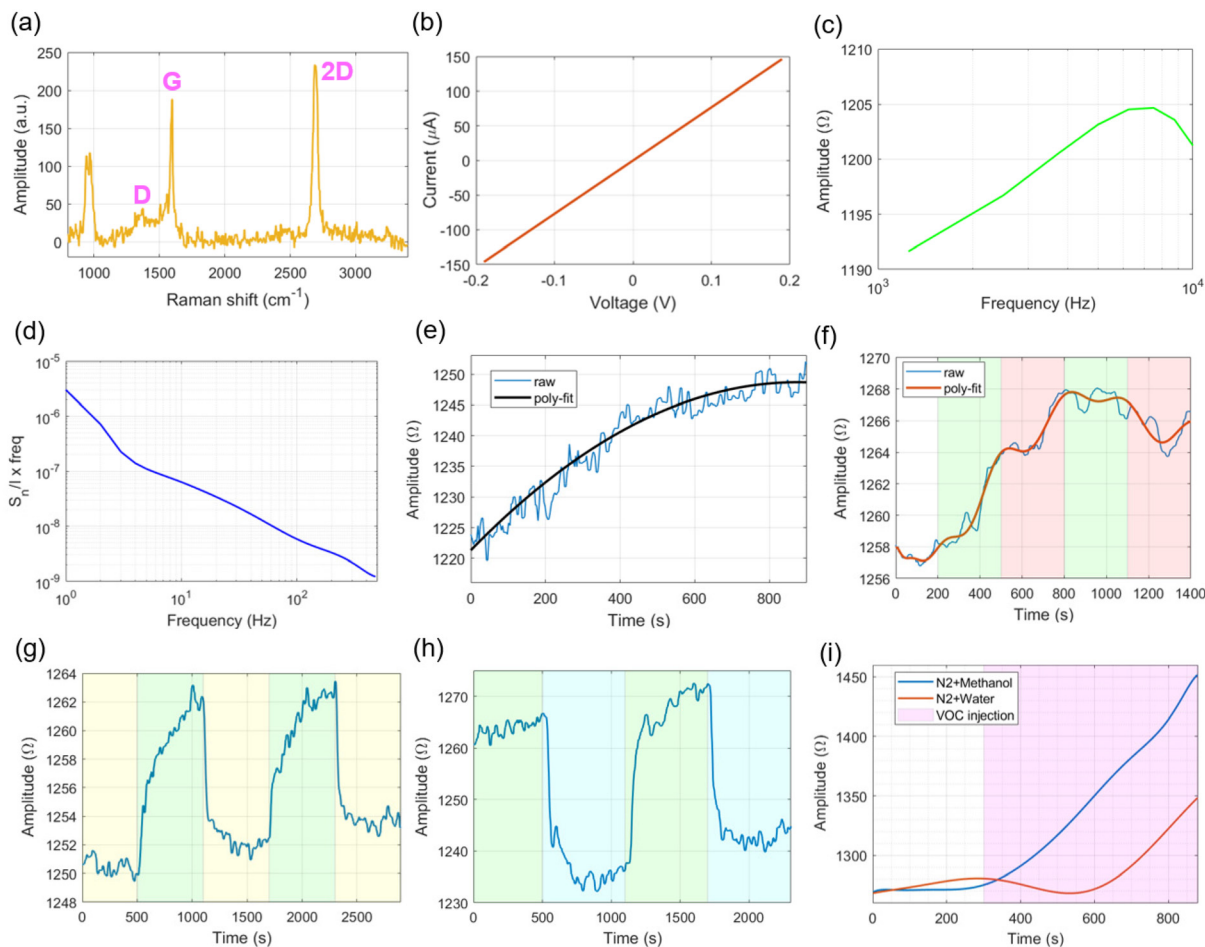 (a)
250
200
150
100
50
0
Amplitude (a.u.)
G
2D
D
1000 1500 2000 2500 3000
Raman shift (cm⁻¹)
(b)
150
100
50
0
-50
-100
-150
Current (μA)
-0.2 -0.1 0 0.1 0.2
Voltage (V)
(c)
1210
1205
1200
1195
1190
Amplitude (Ω)
10³ 10⁴
Frequency (Hz)
(d)
10⁻⁵
10⁻⁶
10⁻⁷
10⁻⁸
10⁻⁹
Sₙ/I x freq
10⁰ 10¹ 10²
Frequency (Hz)
(e)
raw
poly-fit
1250
1245
1240
1235
1230
1225
1220
Amplitude (Ω)
0 200 400 600 800
Time (s)
(f)
raw
poly-fit
1270
1268
1266
1264
1262
1260
1258
1256
Amplitude (Ω)
0 200 400 600 800 1000 1200 1400
Time (s)
(g)
1264
1262
1260
1258
1256
1254
1252
1250
1248
Amplitude (Ω)
0 500 1000 1500 2000 2500
Time (s)
(h)
1270
1260
1250
1240
1230
Amplitude (Ω)
0 500 1000 1500 2000
Time (s)
(i)
N2+Methanol
N2+Water
VOC injection
1450
1400
1350
1300
Amplitude (Ω)
0 200 400 600 800
Time (s)